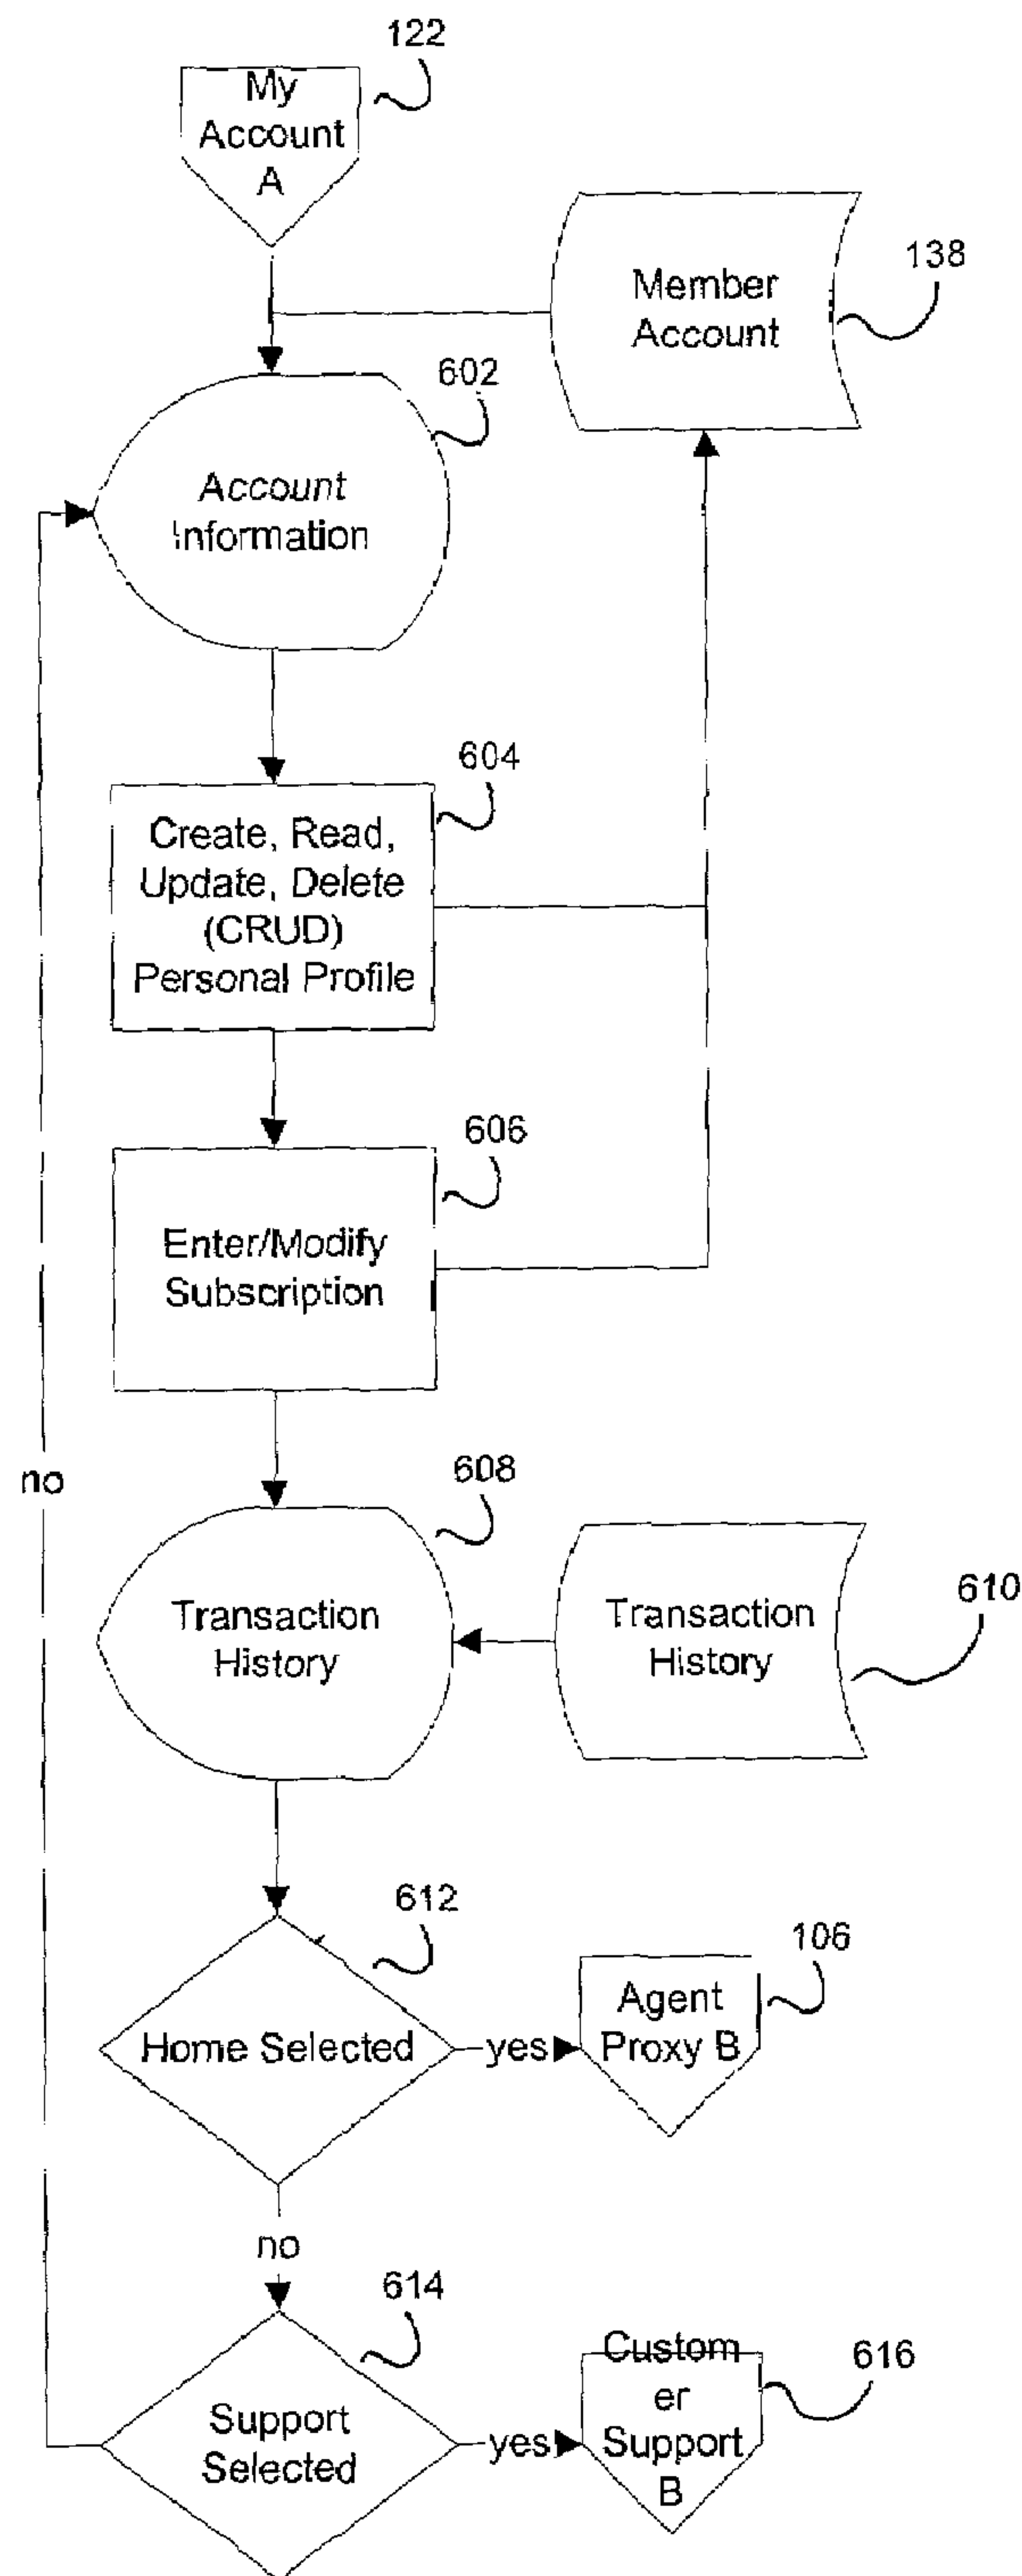 122
My
Account
A
Member
Account
138
602
Account
Information
604
Create, Read,
Update, Delete
(CRUD)
Personal Profile
606
Enter/Modify
Subscription
no
608
Transaction
History
Transaction
History
610
612
Home Selected
yes
106
Agent
Proxy B
no
614
Support
Selected
yes
Custom
er
Support
B
616